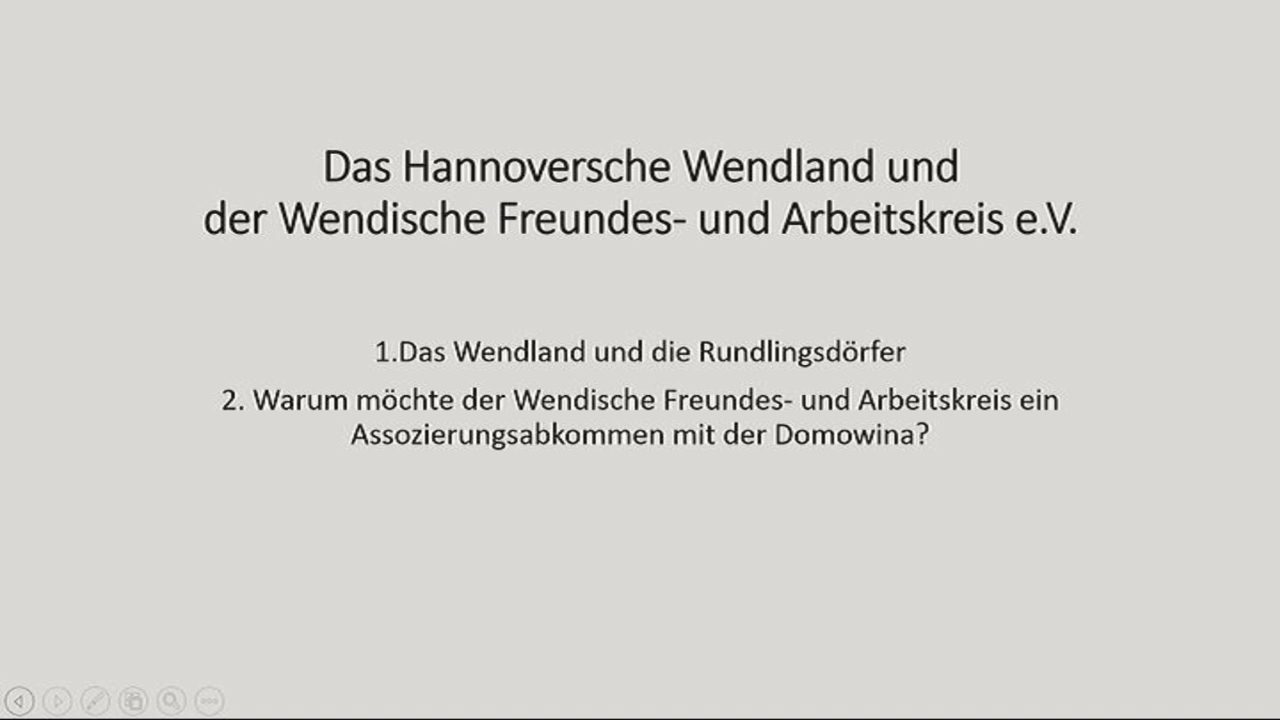 Das Hannoversche Wendland und
der Wendische Freundes- und Arbeitskreis e.V.
1.Das Wendland und die Rundlingsdörfer
2. Warum möchte der Wendische Freundes- und Arbeitskreis ein
Assozierungsabkommen mit der Domowina?